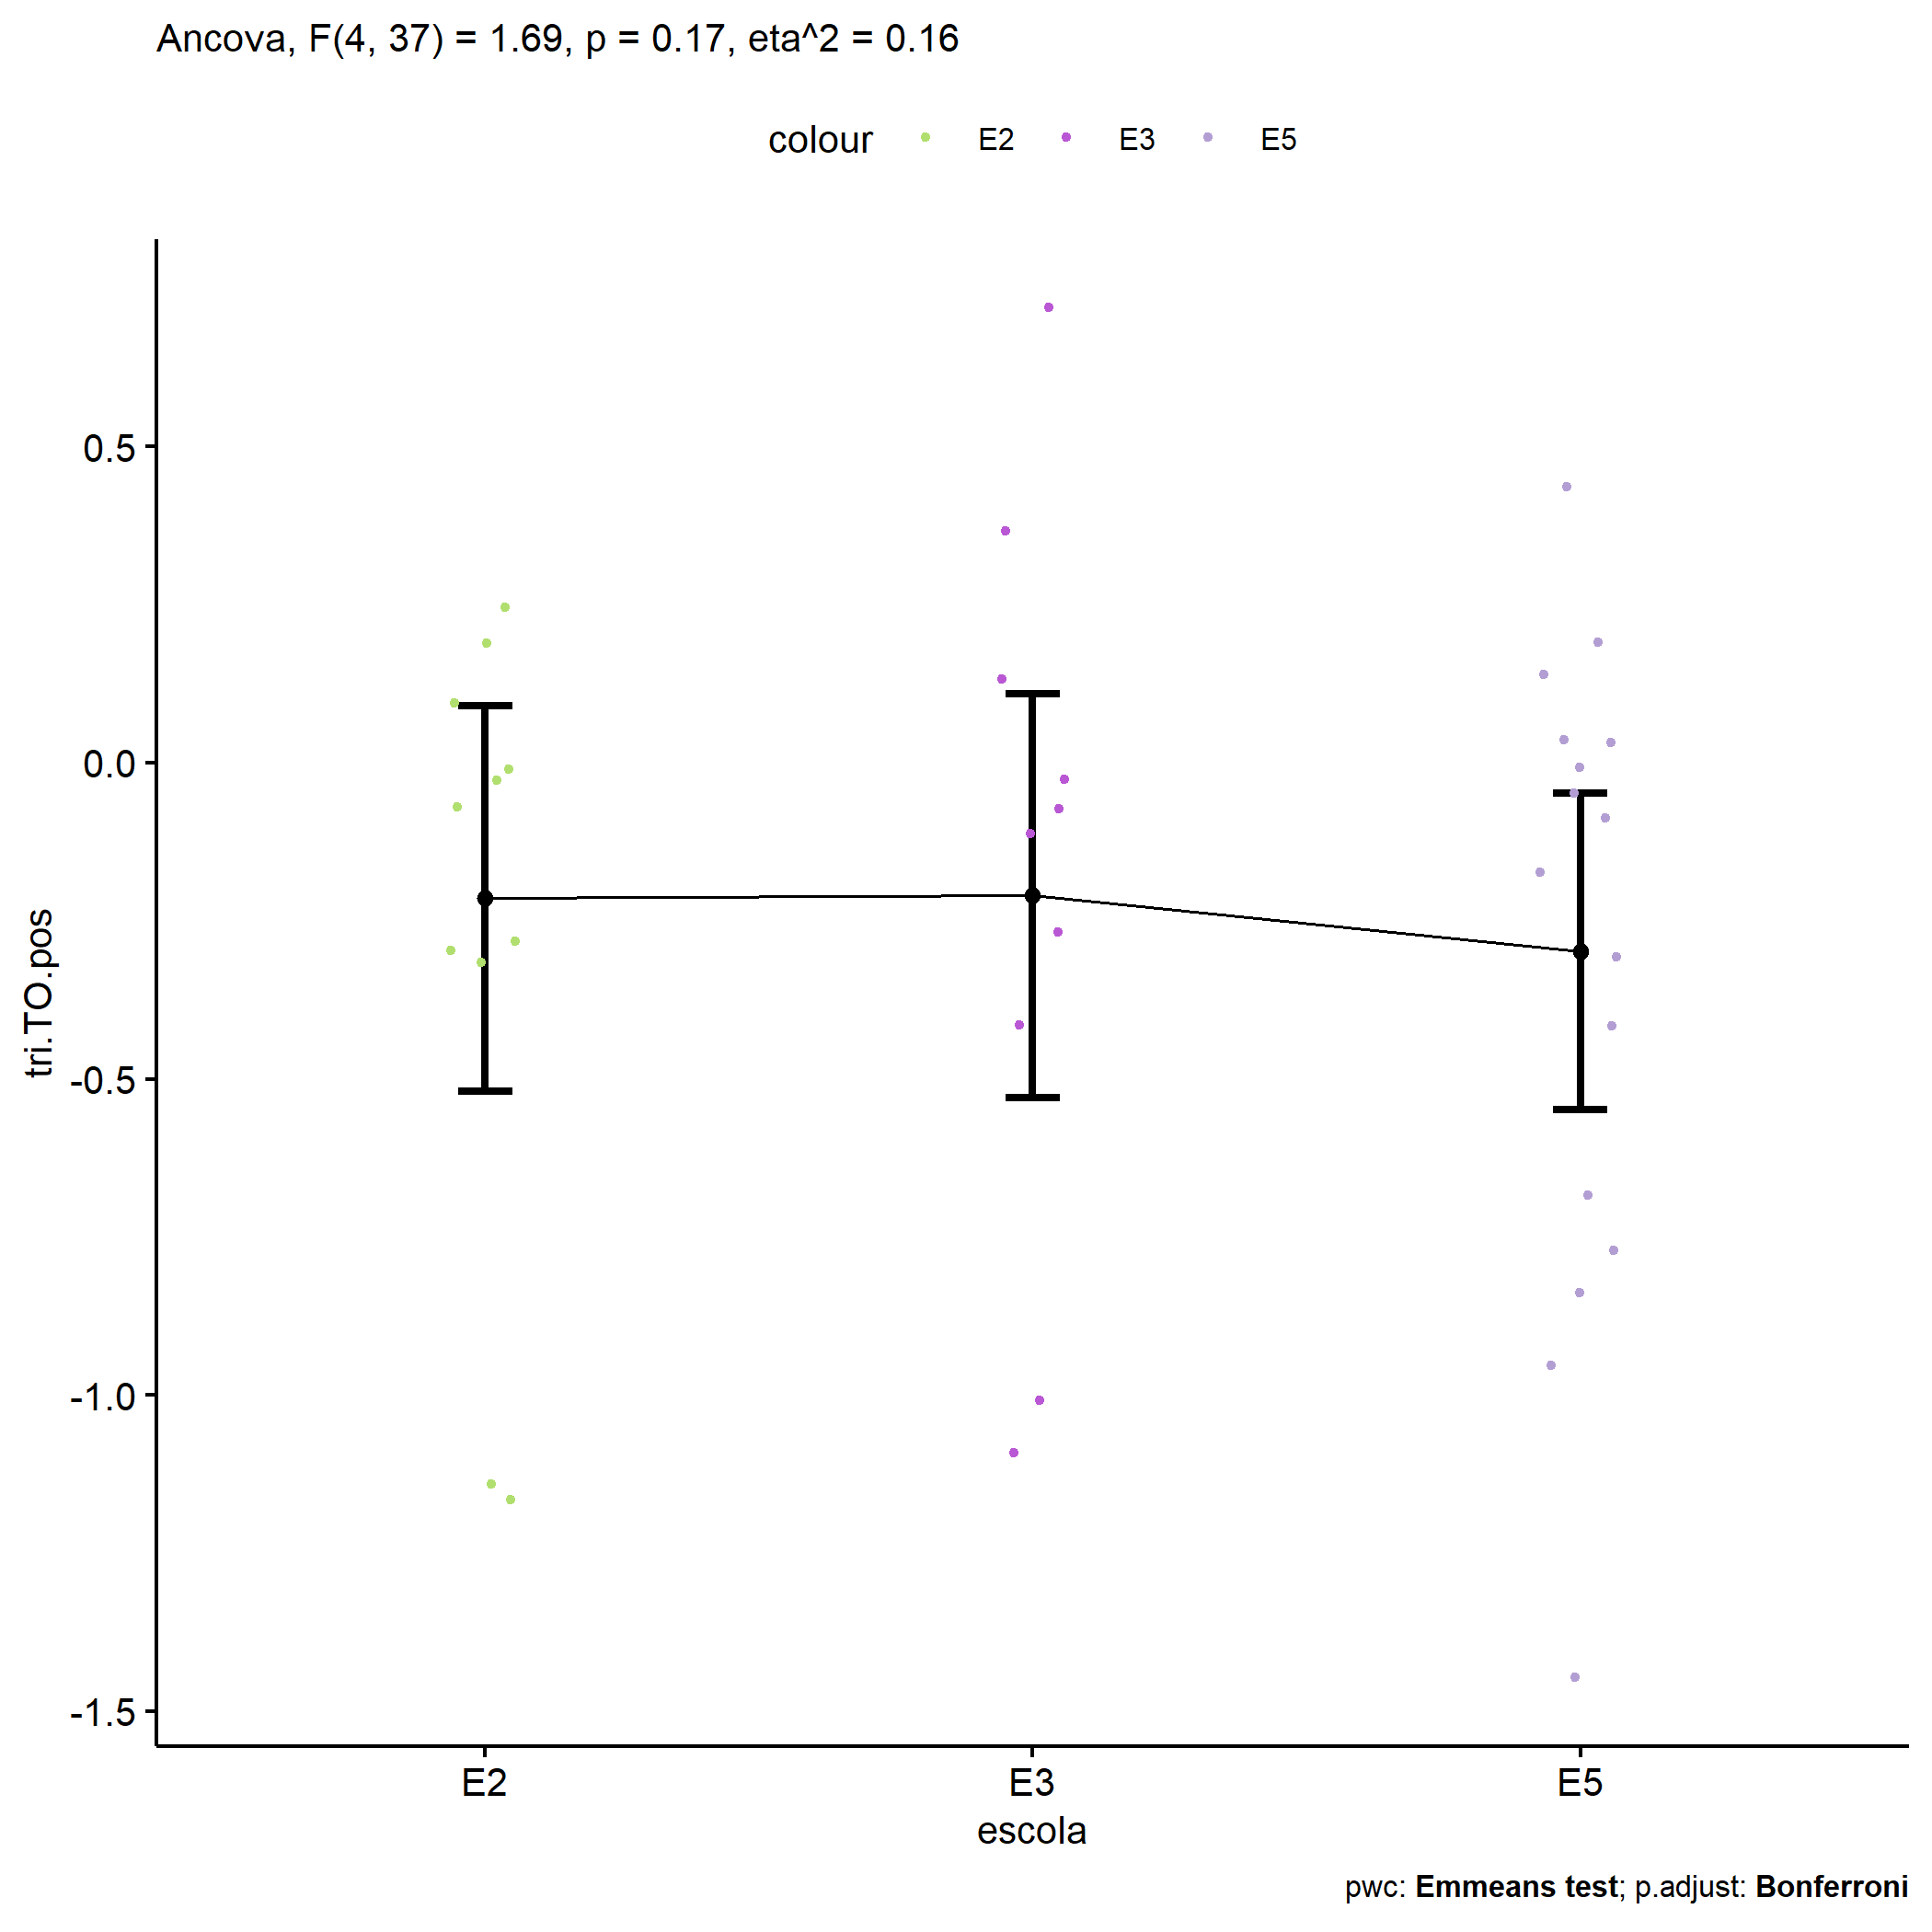 Ancova, F(4, 37) = 1.69, p = 0.17, eta^2 = 0.16
colour E2 E3 E5
0.5
0.0
-0.5
-1.0
-1.5
tri.TO.pos
E2 E3 E5
escola
pwc: Emmeans test; p.adjust: Bonferroni